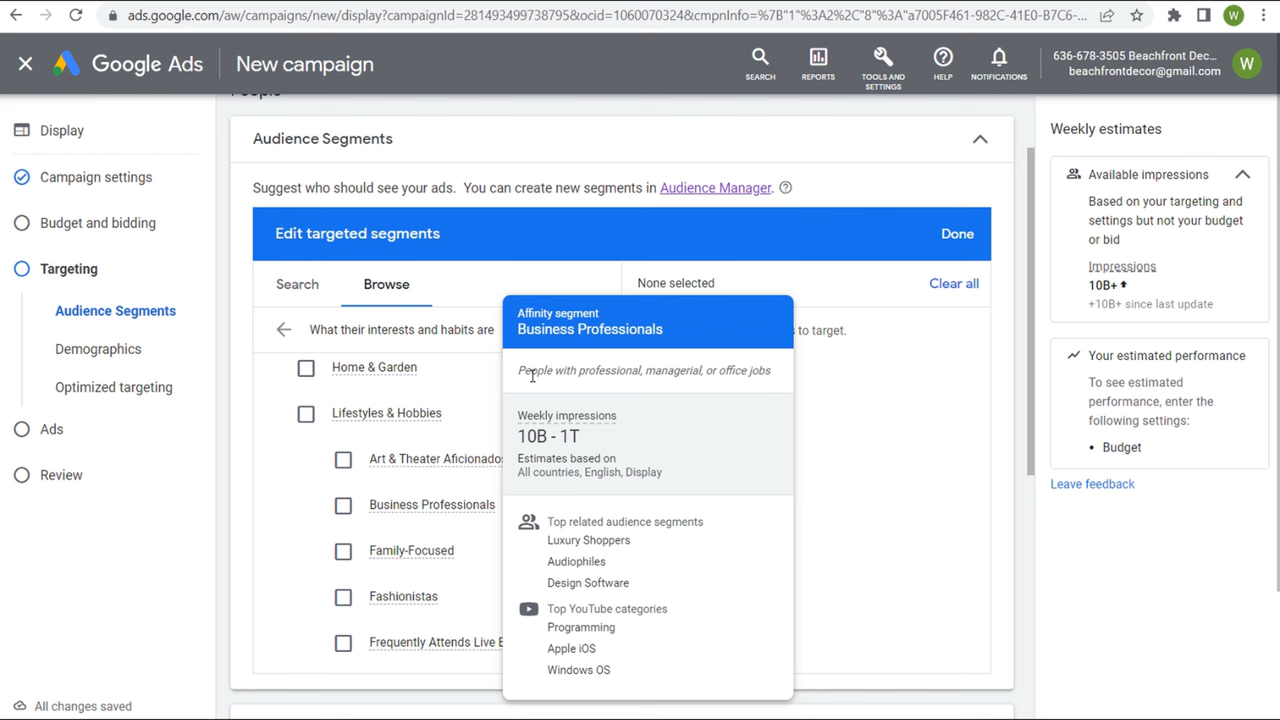 ads.google.com/aw/campaigns/new/display?campaignId=281493499738795&ocid=1060070324&cmpnInfo=%7B"1"%3A2%2C"8"%3A"a7005F461-982C-41E0-B7C6-...
W
Google Ads
New campaign
SEARCH
REPORTS
TOOLS AND
SETTINGS
HELP
NOTIFICATIONS
636-678-3505 Beachfront Dec...
beachfrontdecor@gmail.com
W
Display
Campaign settings
Budget and bidding
Targeting
Audience Segments
Demographics
Optimized targeting
Ads
Review
All changes saved
People
Audience Segments
Suggest who should see your ads. You can create new segments in Audience Manager.
Edit targeted segments
Done
Search
Browse
None selected
Clear all
What their interests and habits are
s to target.
Home & Garden
Lifestyles & Hobbies
Art & Theater Aficionados
Business Professionals
Family-Focused
Fashionistas
Frequently Attends Live E
Affinity segment
Business Professionals
People with professional, managerial, or office jobs
Weekly impressions
10B - 1T
Estimates based on
All countries, English, Display
Top related audience segments
Luxury Shoppers
Audiophiles
Design Software
Top YouTube categories
Programming
Apple iOS
Windows OS
Weekly estimates
Available impressions
Based on your targeting and
settings but not your budget
or bid
Impressions
10B+
+10B+ since last update
Your estimated performance
To see estimated
performance, enter the
following settings:
• Budget
Leave feedback